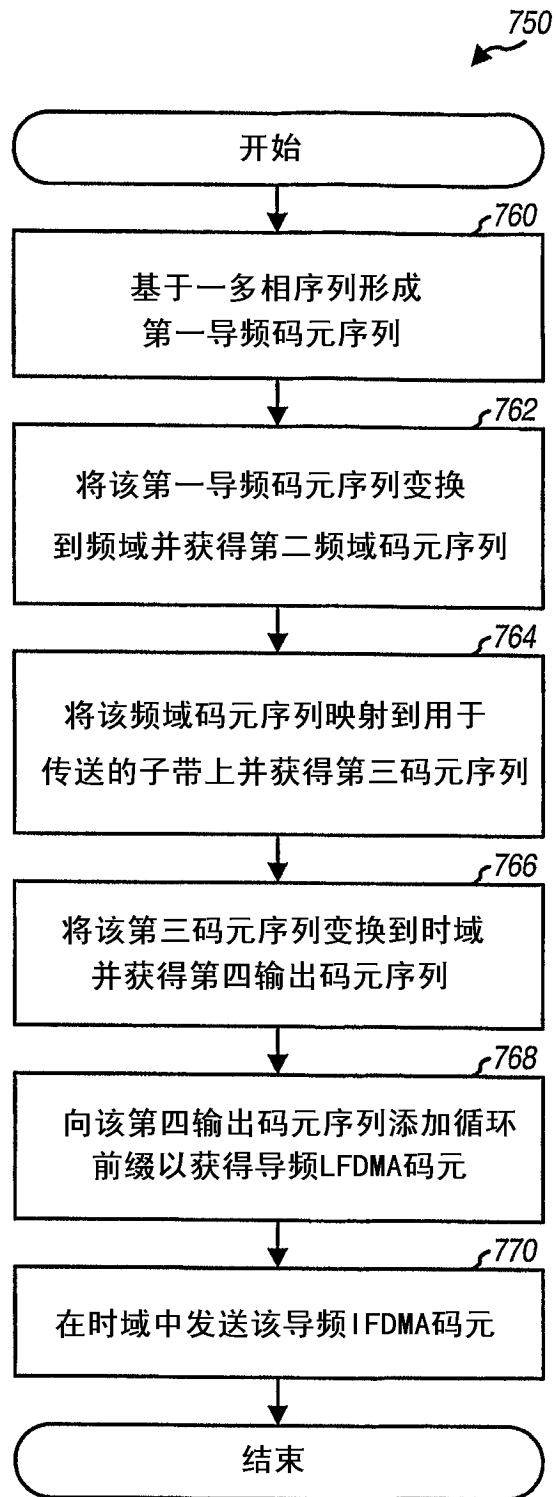 750
开始
760
基于一多相序列形成
第一导频码元序列
762
将该第一导频码元序列变换
到频域并获得第二频域码元序列
764
将该频域码元序列映射到用于
传送的子带上并获得第三码元序列
766
将该第三码元序列变换到时域
并获得第四输出码元序列
768
向该第四输出码元序列添加循环
前缀以获得导频LFDMA码元
770
在时域中发送该导频IFDMA码元
结束